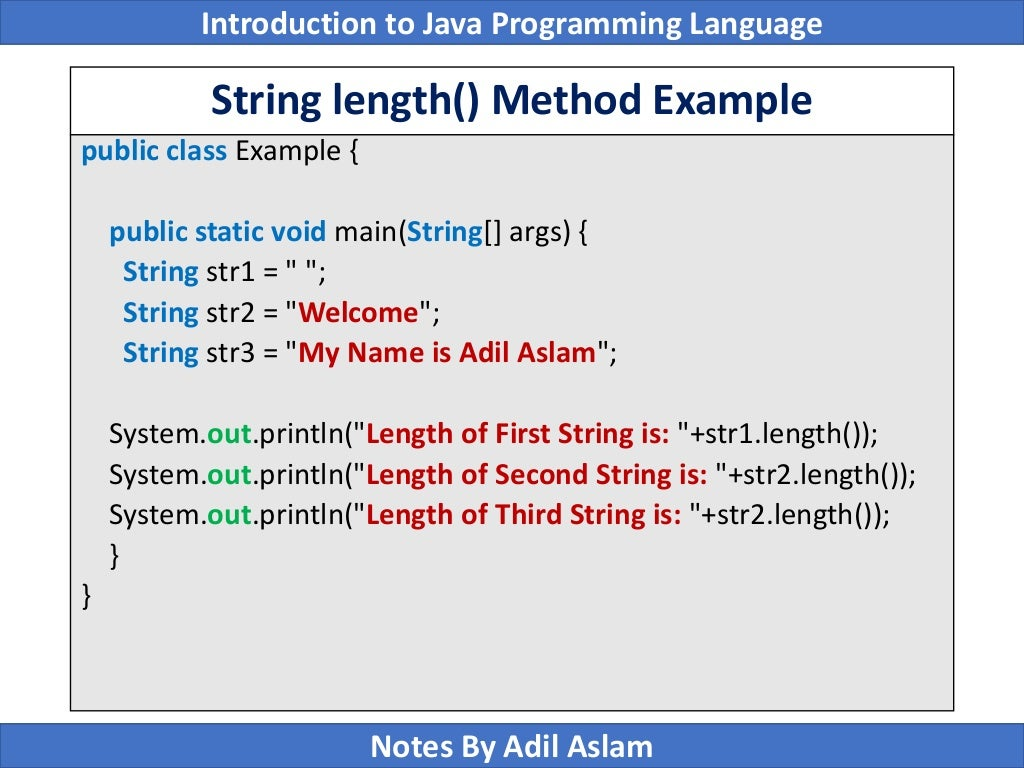 Introduction to Java Programming Language
String length() Method Example
public class Example {
public static void main(String[] args) {
String str1 = " ";
String str2 = "Welcome";
String str3 = "My Name is Adil Aslam";
System.out.println("Length of First String is: "+str1.length());
System.out.println("Length of Second String is: "+str2.length());
System.out.println("Length of Third String is: "+str2.length());
}
}
Notes By Adil Aslam